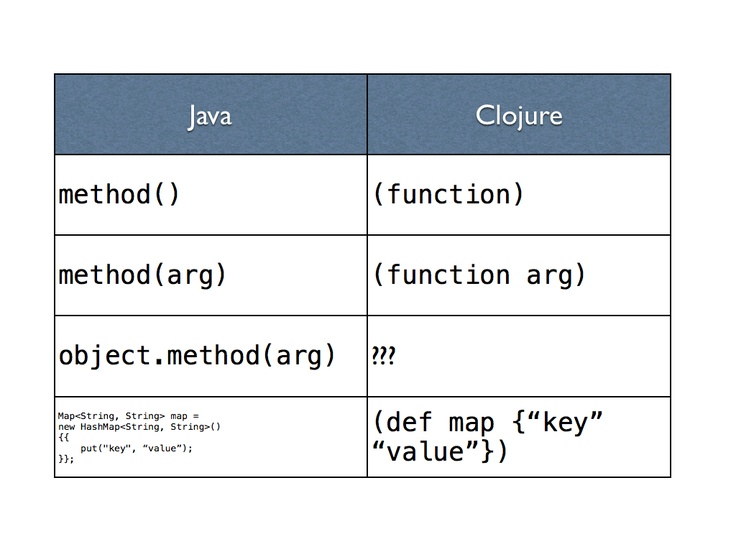 Java
Clojure
method()
(function)
method(arg)
(function arg)
object.method(arg)
???
Map<String, String> map =
new HashMap<String, String>()
{{
    put("key", “value”);
}};
(def map {“key”
“value”})